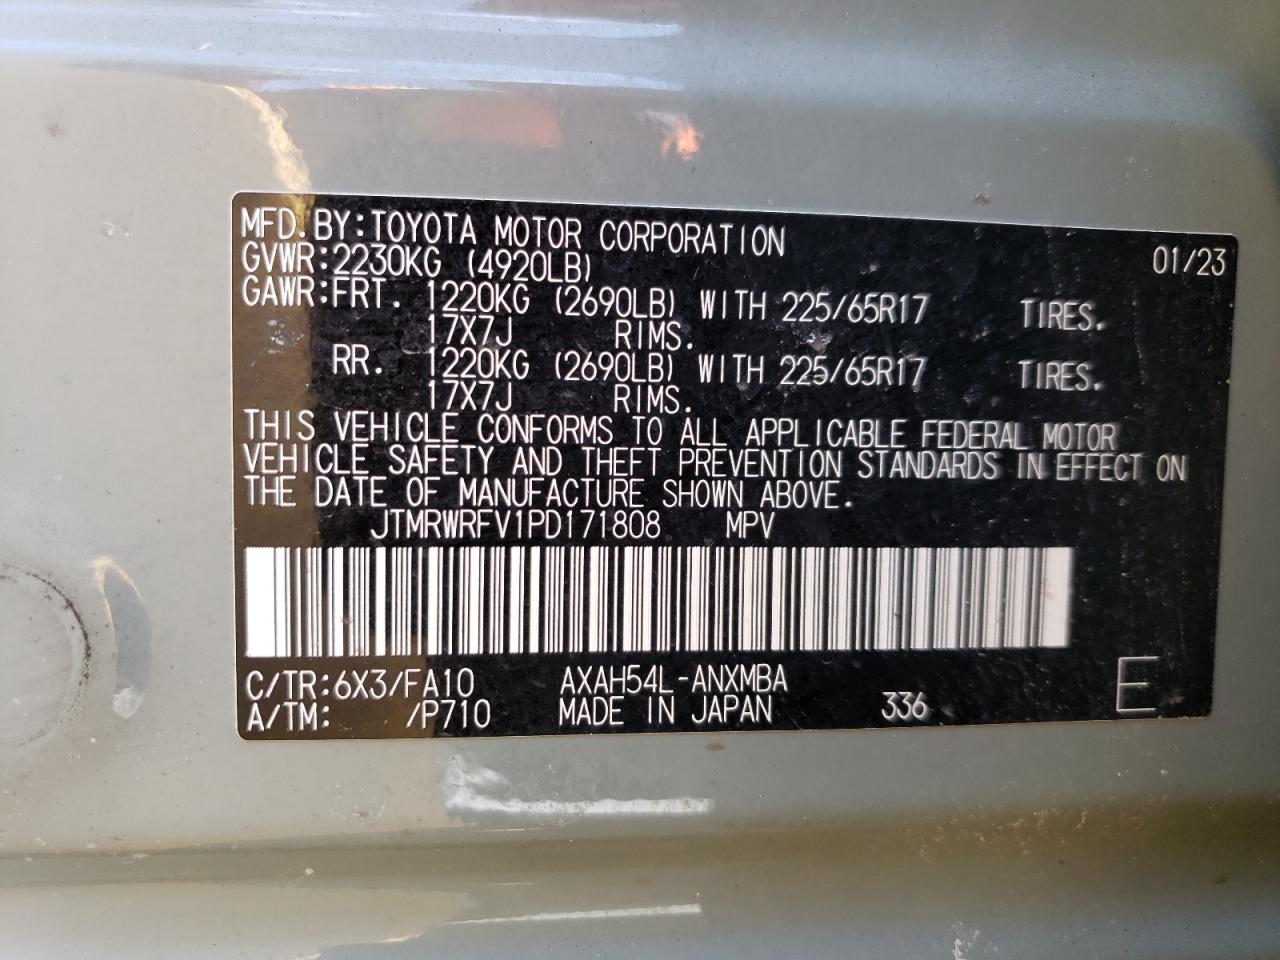 MFD. BY:TOYOTA MOTOR CORPORATION 01/23
GVWR:2230KG (4920LB)
GAWR:FRT. 1220KG (2690LB) WITH 225/65R17 TIRES.
17X7J RIMS.
RR. 1220KG (2690LB) WITH 225/65R17 TIRES.
17X7J RIMS.
THIS VEHICLE CONFORMS TO ALL APPLICABLE FEDERAL MOTOR
VEHICLE SAFETY AND THEFT PREVENTION STANDARDS IN EFFECT ON
THE DATE OF MANUFACTURE SHOWN ABOVE.
JTMRWRFV1PD171808 MPV
C/TR:6X3/FA10 AXAH54L-ANXMBA
A/TM: /P710 MADE IN JAPAN 336 E